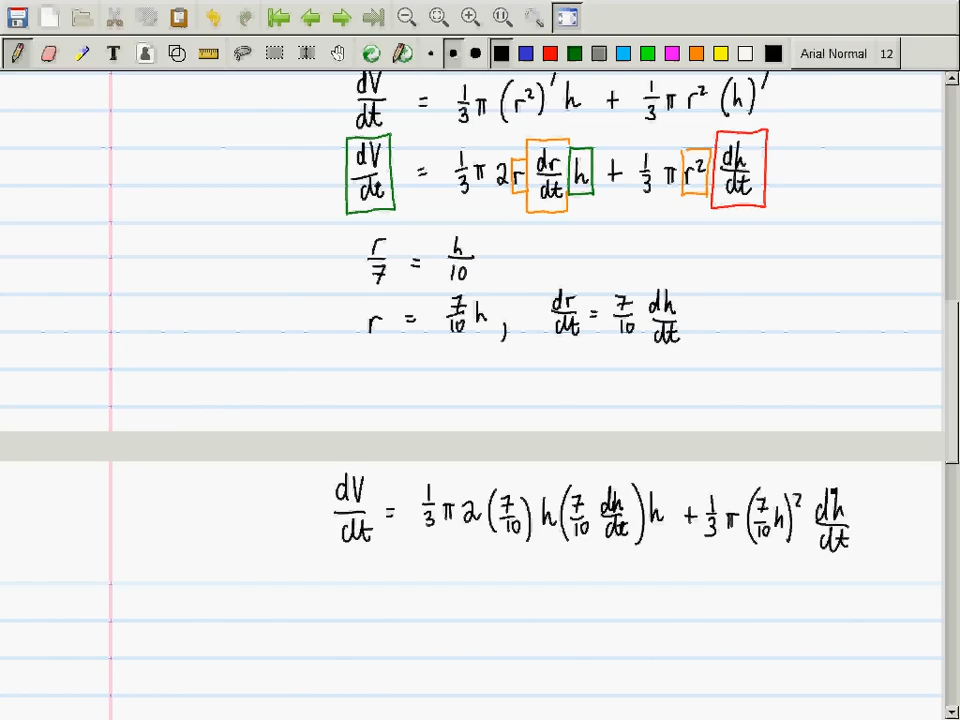 Arial Normal 12
dV/dt = 1/3 π (r²)' h + 1/3 π r² (h)'
dV/dt = 1/3 π 2r dr/dt h + 1/3 π r² dh/dt
r/7 = h/10
r = 7/10 h, dr/dt = 7/10 dh/dt
dV/dt = 1/3 π 2 (7/10) h (7/10 dh/dt) h + 1/3 π (7/10 h)² dh/dt